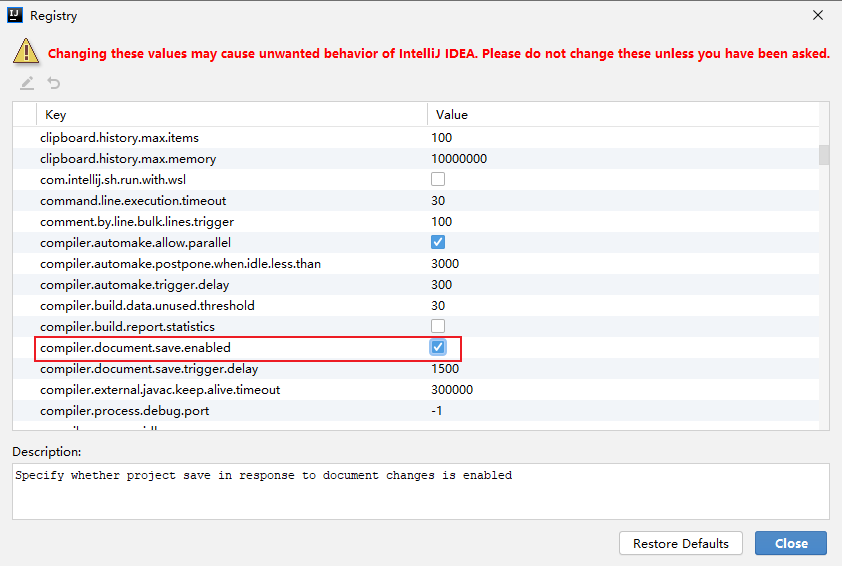 Registry
Changing these values may cause unwanted behavior of IntelliJ IDEA. Please do not change these unless you have been asked.
Key Value
clipboard.history.max.items 100
clipboard.history.max.memory 10000000
com.intellij.sh.run.with.wsl
command.line.execution.timeout 30
comment.by.line.bulk.lines.trigger 100
compiler.automake.allow.parallel
compiler.automake.postpone.when.idle.less.than 3000
compiler.automake.trigger.delay 300
compiler.build.data.unused.threshold 30
compiler.build.report.statistics
compiler.document.save.enabled
compiler.document.save.trigger.delay 1500
compiler.external.javac.keep.alive.timeout 300000
compiler.process.debug.port -1
Description:
Specify whether project save in response to document changes is enabled
Restore Defaults Close